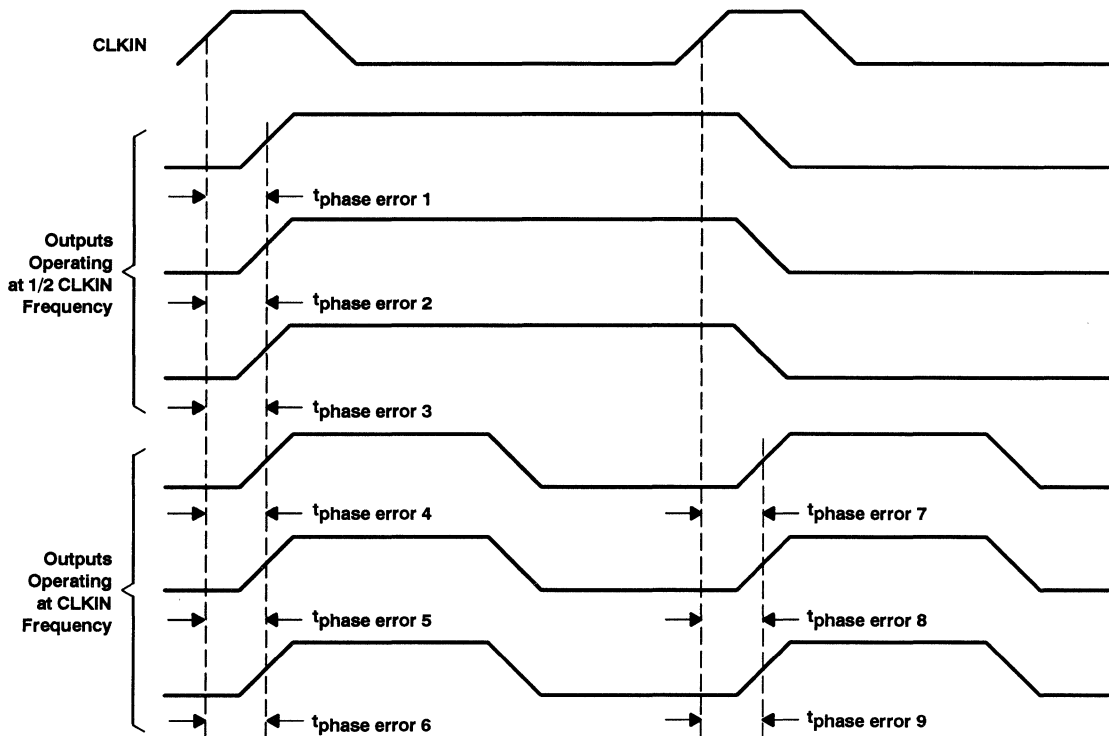 CLKIN
tphase error 1
Outputs
Operating
at 1/2 CLKIN
Frequency
tphase error 2
tphase error 3
tphase error 4
tphase error 7
Outputs
Operating
at CLKIN
Frequency
tphase error 5
tphase error 8
tphase error 6
tphase error 9